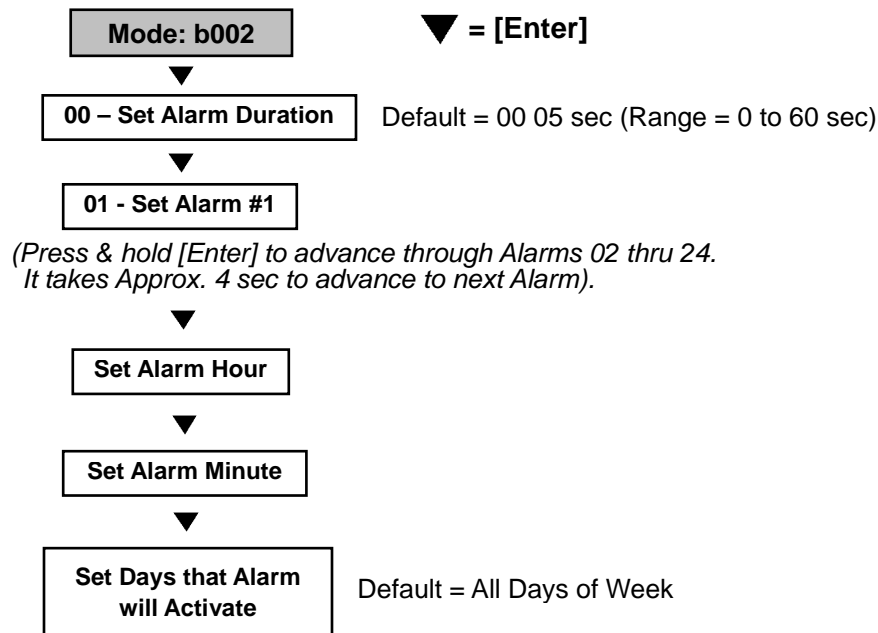 Mode: b002
▼ = [Enter]
00 – Set Alarm Duration
Default = 00 05 sec (Range = 0 to 60 sec)
01 - Set Alarm #1
(Press & hold [Enter] to advance through Alarms 02 thru 24.
It takes Approx. 4 sec to advance to next Alarm).
Set Alarm Hour
Set Alarm Minute
Set Days that Alarm
will Activate
Default = All Days of Week